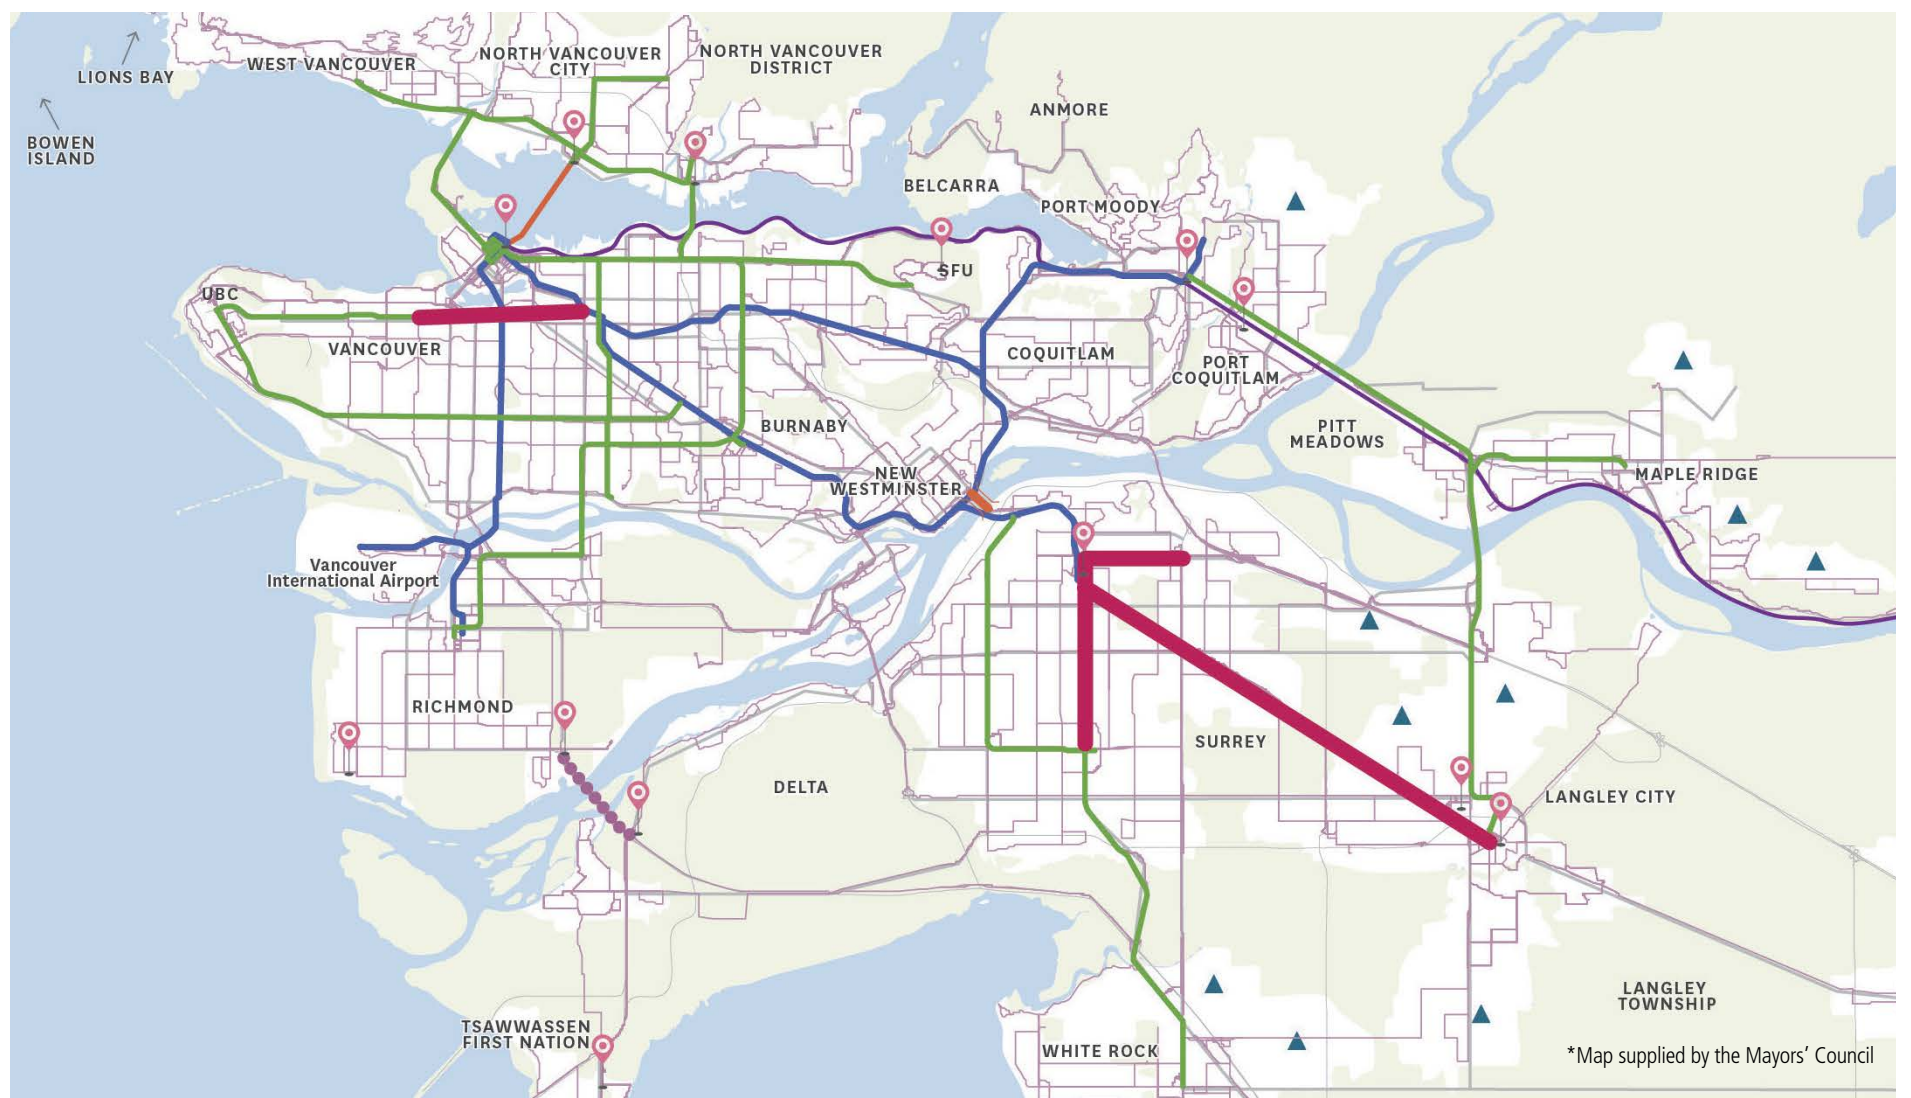 LIONS BAY
WEST VANCOUVER
NORTH VANCOUVER
CITY
NORTH VANCOUVER
DISTRICT
BOWEN
ISLAND
ANMORE
BELCARRA
PORT MOODY
SFU
UBC
VANCOUVER
COQUITLAM
PORT
COQUITLAM
BURNABY
PITT
MEADOWS
NEW
WESTMINSTER
MAPLE RIDGE
Vancouver
International Airport
RICHMOND
SURREY
DELTA
LANGLEY CITY
LANGLEY
TOWNSHIP
TSAWWASSEN
FIRST NATION
WHITE ROCK
*Map supplied by the Mayors’ Council